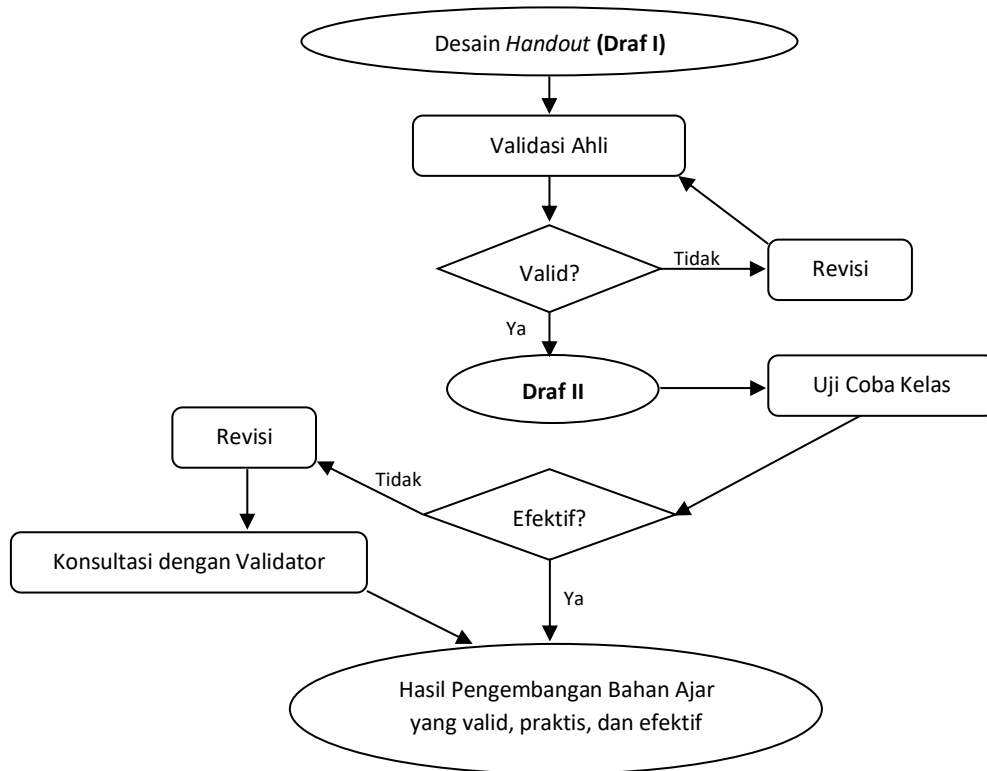 Desain Handout (Draf I)
Validasi Ahli
Valid?
Tidak
Revisi
Ya
Draf II
Uji Coba Kelas
Revisi
Tidak
Efektif?
Konsultasi dengan Validator
Ya
Hasil Pengembangan Bahan Ajar
yang valid, praktis, dan efektif